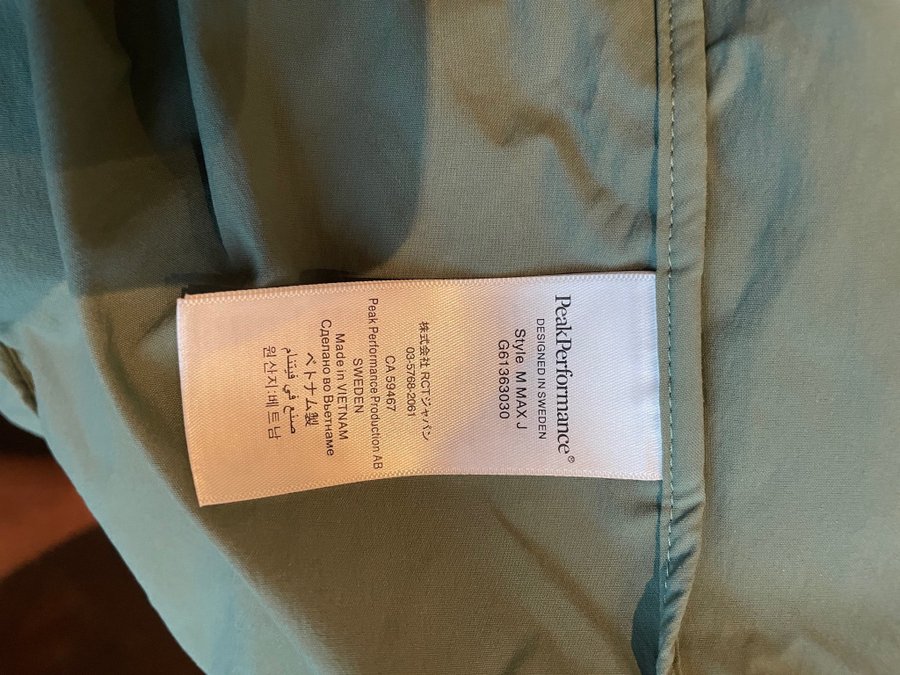 PeakPerformance®
DESIGNED IN SWEDEN
Style M MAX J
G61363030
株式会社 RCTジャパン
03-5768-2061
CA 59467
Peak Performance Production AB
SWEDEN
Made in VIETNAM
Сделано во Вьетнаме
ベトナム製
صنع في فيتنام
원산지:베트남